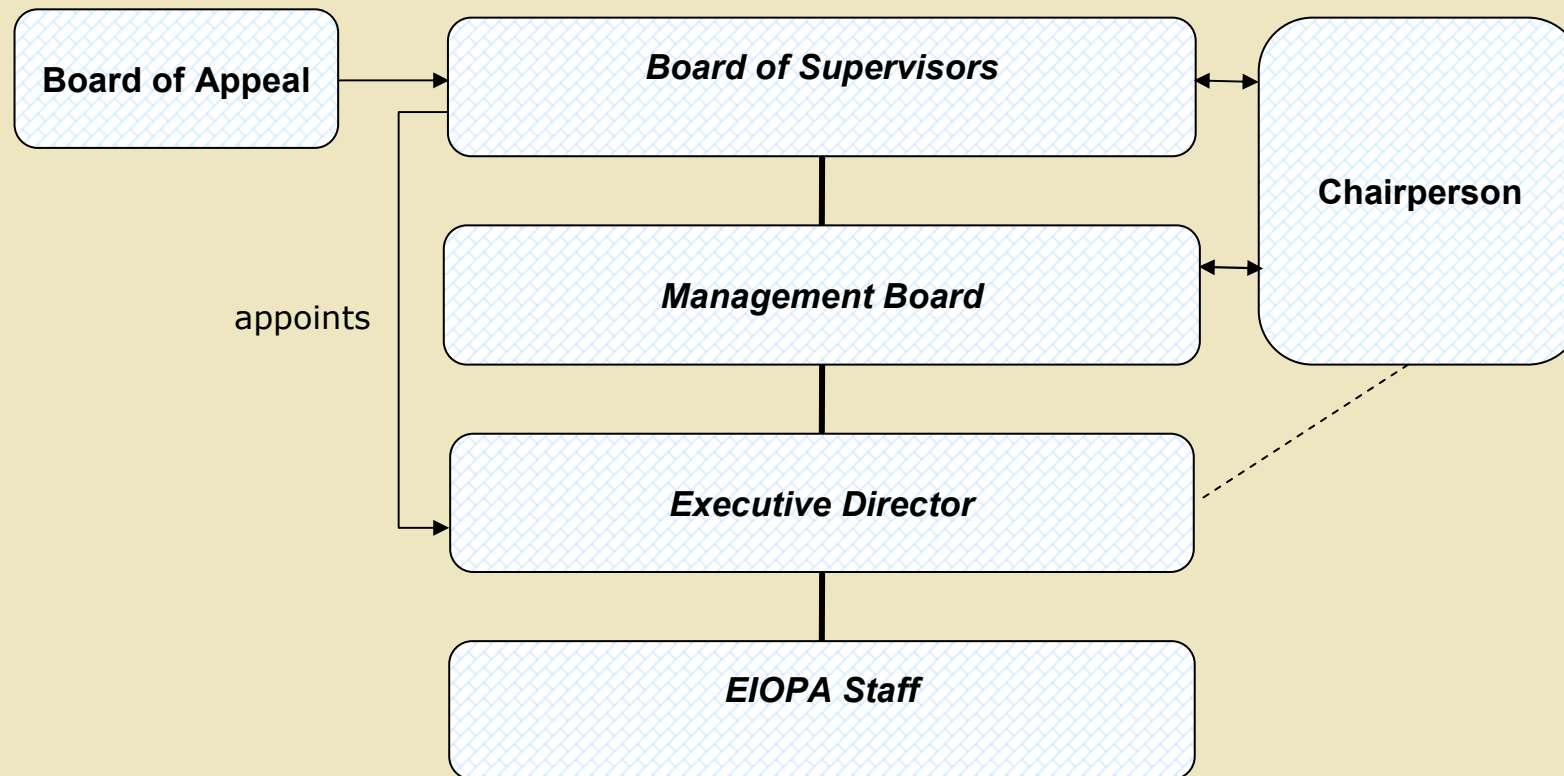 Board of Appeal
Board of Supervisors
Chairperson
Management Board
appoints
Executive Director
EIOPA Staff